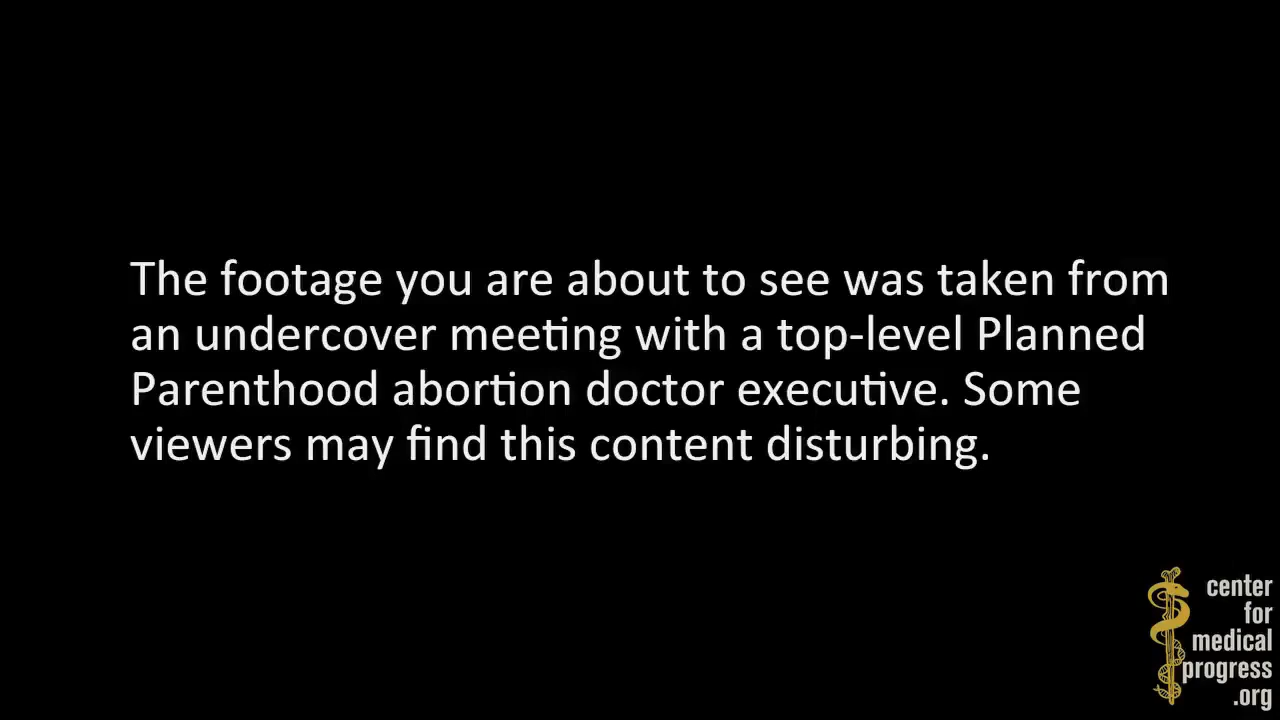 The footage you are about to see was taken from
an undercover meeting with a top-level Planned
Parenthood abortion doctor executive. Some
viewers may find this content disturbing.
center
for
medical
progress
.org